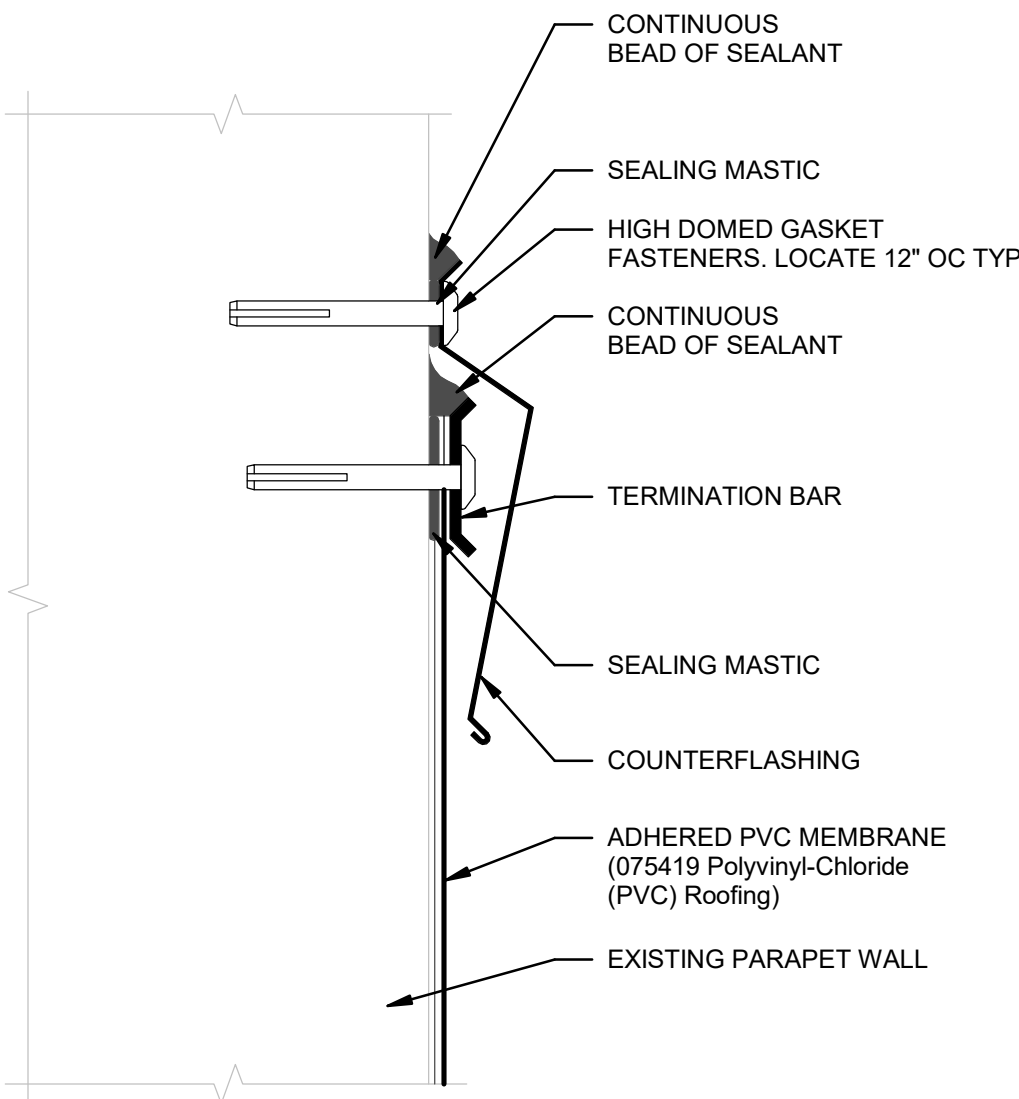 CONTINUOUS
BEAD OF SEALANT
SEALING MASTIC
HIGH DOMED GASKET
FASTENERS. LOCATE 12" OC TYP
CONTINUOUS
BEAD OF SEALANT
TERMINATION BAR
SEALING MASTIC
COUNTERFLASHING
ADHERED PVC MEMBRANE
(075419 Polyvinyl-Chloride
(PVC) Roofing)
EXISTING PARAPET WALL